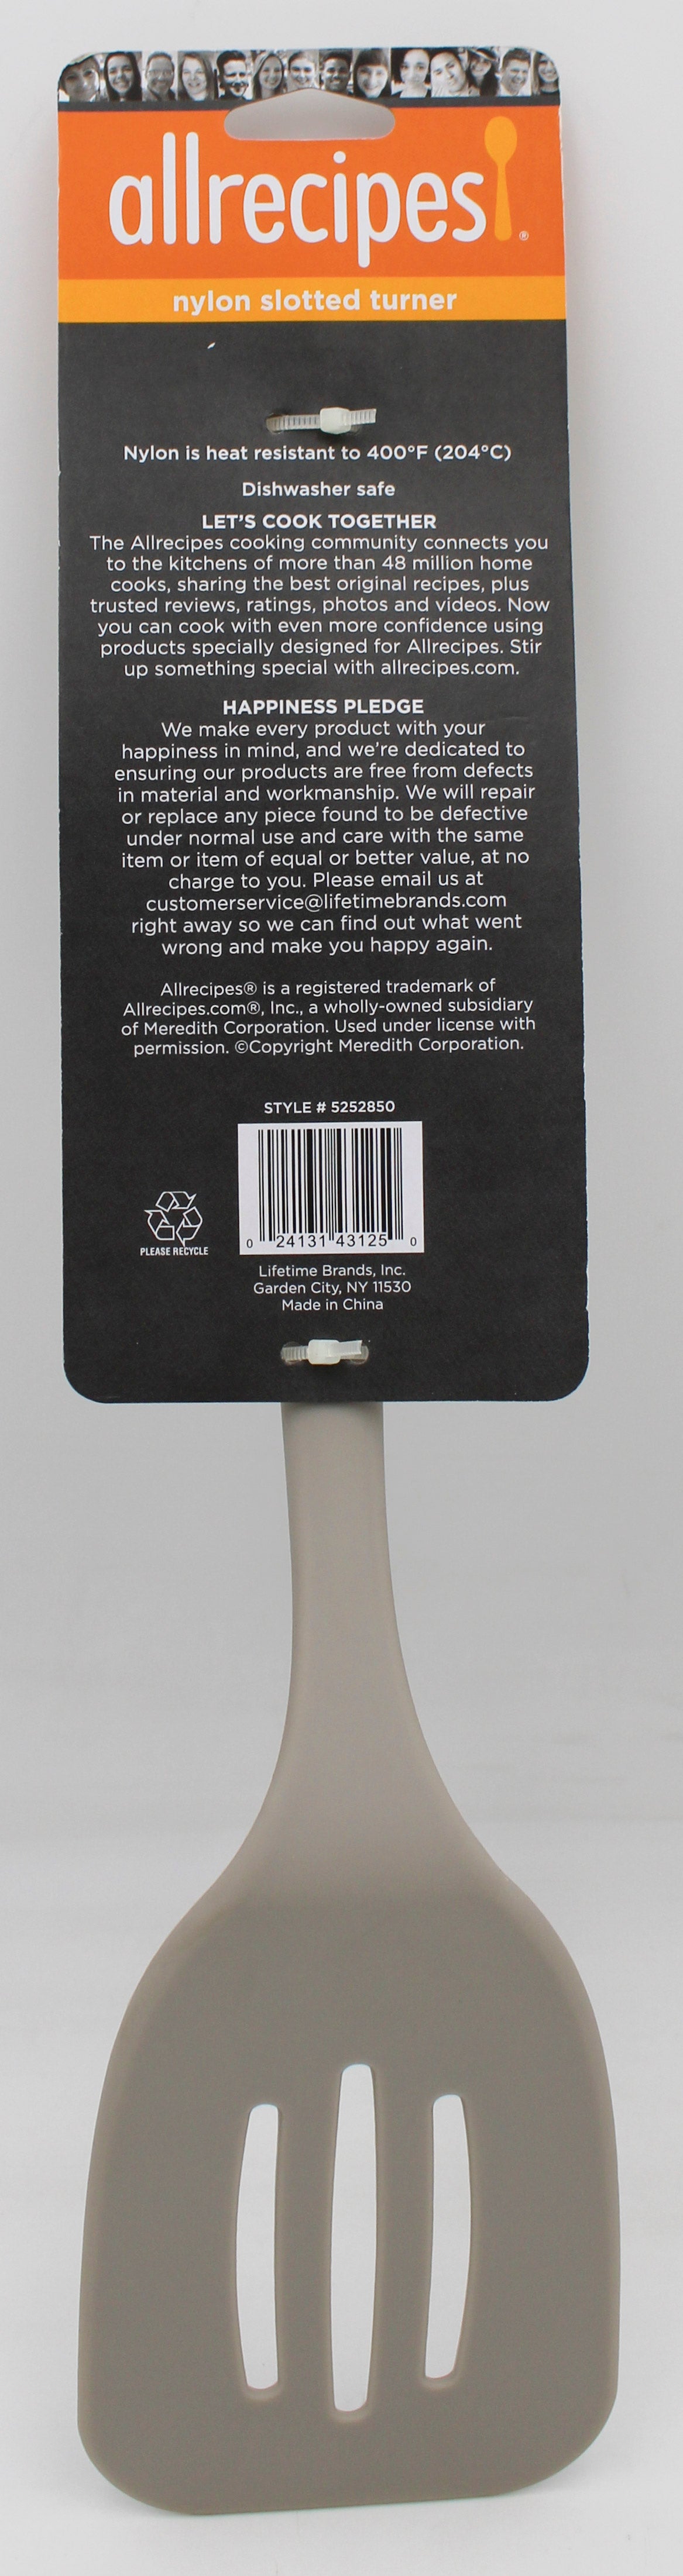 allrecipes®
nylon slotted turner
Nylon is heat resistant to 400°F (204°C)
Dishwasher safe
LET'S COOK TOGETHER
The Allrecipes cooking community connects you
to the kitchens of more than 48 million home
cooks, sharing the best original recipes, plus
trusted reviews, ratings, photos and videos. Now
you can cook with even more confidence using
products specially designed for Allrecipes. Stir
up something special with allrecipes.com.
HAPPINESS PLEDGE
We make every product with your
happiness in mind, and we're dedicated to
ensuring our products are free from defects
in material and workmanship. We will repair
or replace any piece found to be defective
under normal use and care with the same
item or item of equal or better value, at no
charge to you. Please email us at
customerservice@lifetimebrands.com
right away so we can find out what went
wrong and make you happy again.
Allrecipes® is a registered trademark of
Allrecipes.com®, Inc., a wholly-owned subsidiary
of Meredith Corporation. Used under license with
permission. ©Copyright Meredith Corporation.
STYLE # 5252850
0 24131 43125 0
PLEASE RECYCLE
Lifetime Brands, Inc.
Garden City, NY 11530
Made in China